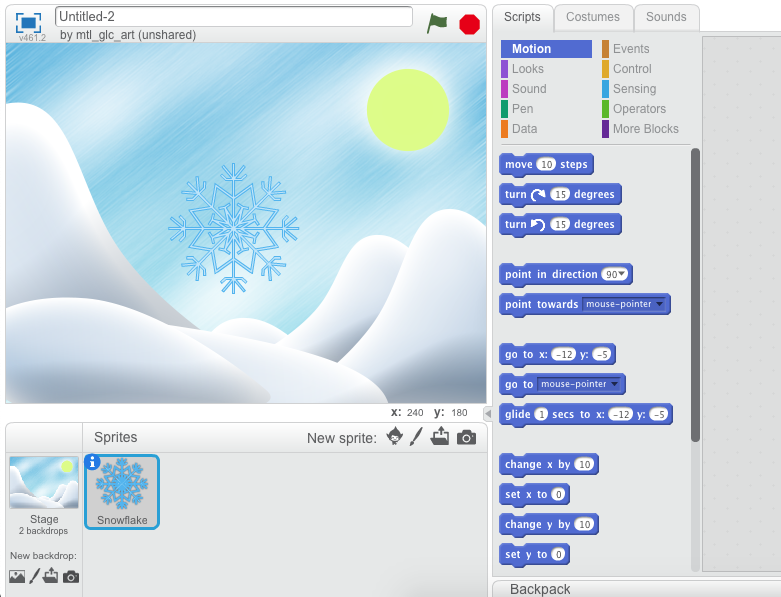 Untitled-2
by mtl_glc_art (unshared)
v461.2
x: 240 y: 180
Sprites
New sprite:
Stage
2 backdrops
New backdrop:
Snowflake
Scripts
Costumes
Sounds
Motion
Looks
Sound
Pen
Data
Events
Control
Sensing
Operators
More Blocks
move 10 steps
turn 15 degrees
turn 15 degrees
point in direction 90
point towards mouse-pointer
go to x: -12 y: -5
go to mouse-pointer
glide 1 secs to x: -12 y: -5
change x by 10
set x to 0
change y by 10
set y to 0
Backpack